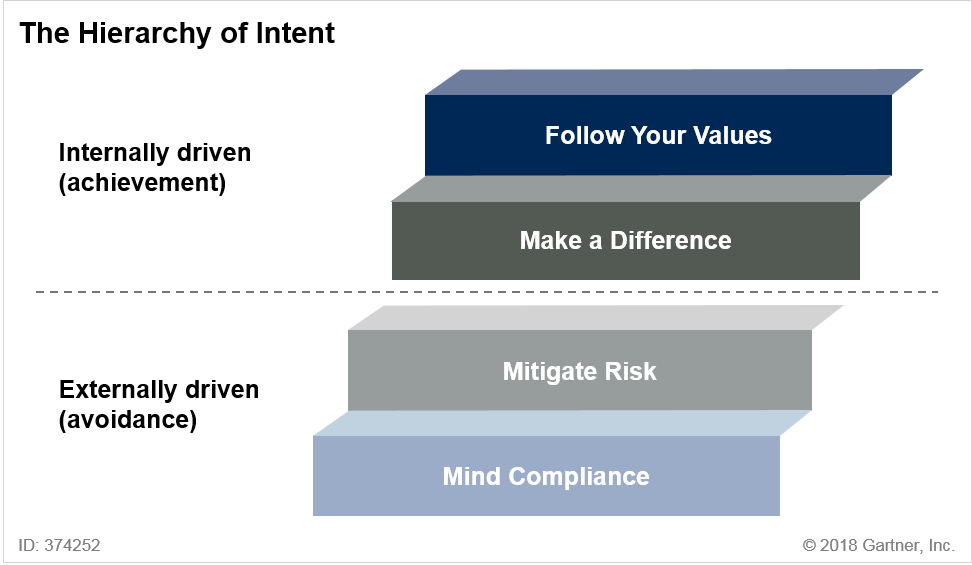 The Hierarchy of Intent
Internally driven
(achievement)
Follow Your Values
Make a Difference
Externally driven
(avoidance)
Mitigate Risk
Mind Compliance
ID: 374252
© 2018 Gartner, Inc.